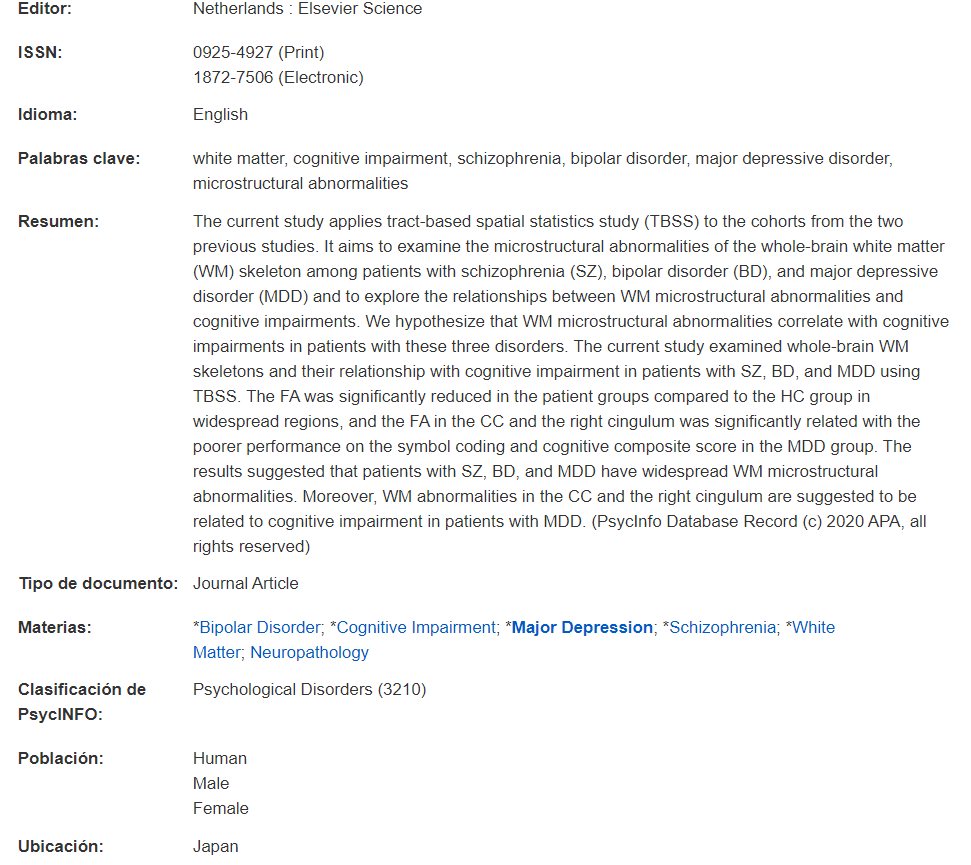 Editor: Netherlands : Elsevier Science
ISSN: 0925-4927 (Print)
1872-7506 (Electronic)
Idioma: English
Palabras clave: white matter, cognitive impairment, schizophrenia, bipolar disorder, major depressive disorder,
microstructural abnormalities
Resumen: The current study applies tract-based spatial statistics study (TBSS) to the cohorts from the two
previous studies. It aims to examine the microstructural abnormalities of the whole-brain white matter
(WM) skeleton among patients with schizophrenia (SZ), bipolar disorder (BD), and major depressive
disorder (MDD) and to explore the relationships between WM microstructural abnormalities and
cognitive impairments. We hypothesize that WM microstructural abnormalities correlate with cognitive
impairments in patients with these three disorders. The current study examined whole-brain WM
skeletons and their relationship with cognitive impairment in patients with SZ, BD, and MDD using
TBSS. The FA was significantly reduced in the patient groups compared to the HC group in
widespread regions, and the FA in the CC and the right cingulum was significantly related with the
poorer performance on the symbol coding and cognitive composite score in the MDD group. The
results suggested that patients with SZ, BD, and MDD have widespread WM microstructural
abnormalities. Moreover, WM abnormalities in the CC and the right cingulum are suggested to be
related to cognitive impairment in patients with MDD. (PsycInfo Database Record (c) 2020 APA, all
rights reserved)
Tipo de documento: Journal Article
Materias: *Bipolar Disorder; *Cognitive Impairment; *Major Depression; *Schizophrenia; *White
Matter; Neuropathology
Clasificación de Psychological Disorders (3210)
PsycINFO:
Población: Human
Male
Female
Ubicación: Japan